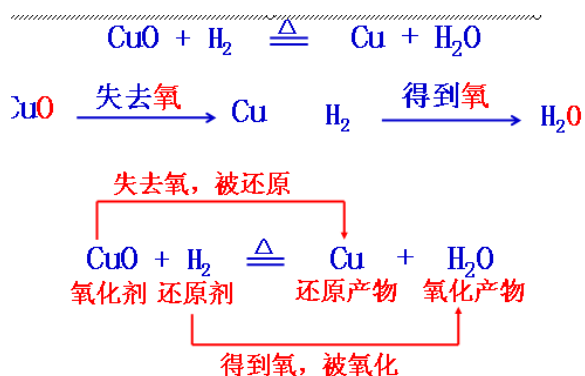 CuO + H₂ ≜ Cu + H₂O
CuO 失去氧 Cu H₂ 得到氧 H₂O
失去氧，被还原
CuO + H₂ ≜ Cu + H₂O
氧化剂 还原剂 还原产物 氧化产物
得到氧，被氧化